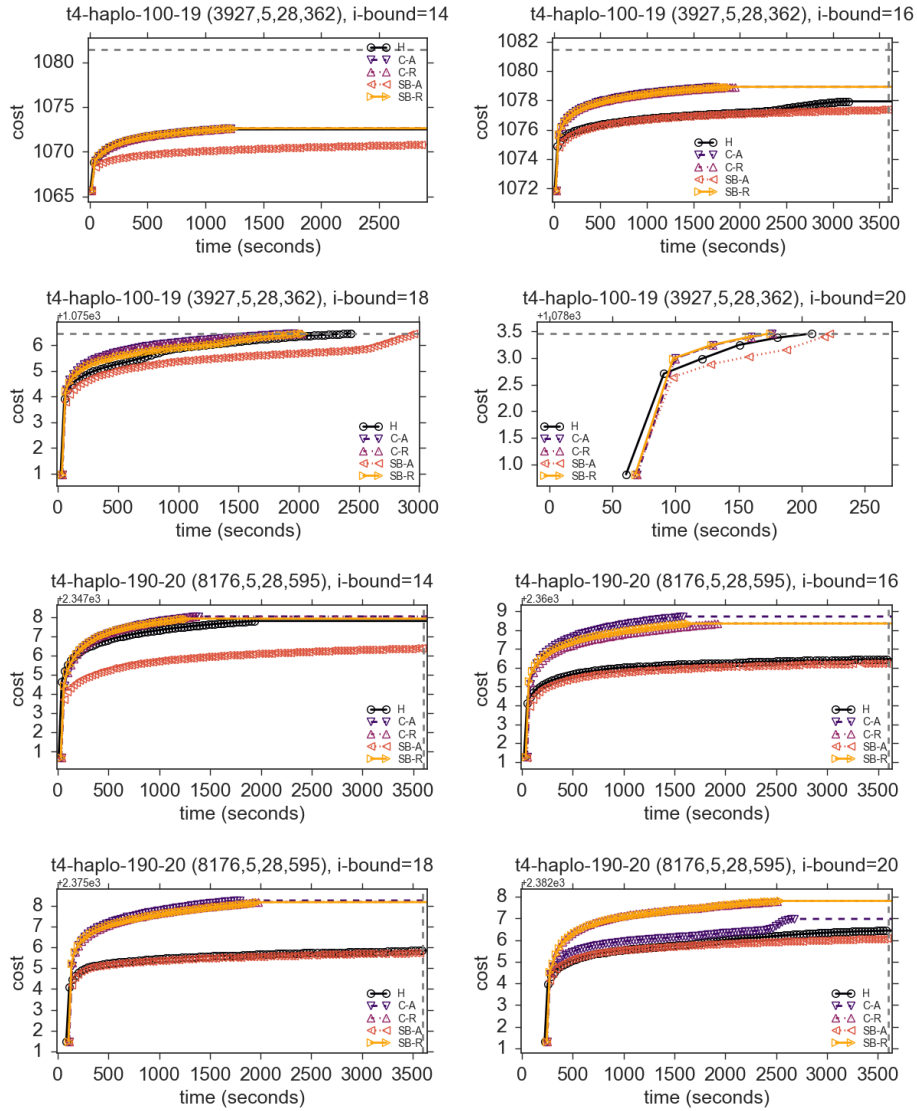 t4-haplo-100-19 (3927,5,28,362), i-bound=14
1080
1075
1070
1065
cost
H
C-A
C-R
SB-A
SB-R
0 500 1000 1500 2000 2500
time (seconds)
t4-haplo-100-19 (3927,5,28,362), i-bound=16
1082
1080
1078
1076
1074
1072
cost
H
C-A
C-R
SB-A
SB-R
0 500 1000 1500 2000 2500 3000 3500
time (seconds)
t4-haplo-100-19 (3927,5,28,362), i-bound=18
+1.075e3
6
5
4
3
2
1
cost
H
C-A
C-R
SB-A
SB-R
0 500 1000 1500 2000 2500 3000
time (seconds)
t4-haplo-100-19 (3927,5,28,362), i-bound=20
+1.078e3
3.5
3.0
2.5
2.0
1.5
1.0
cost
H
C-A
C-R
SB-A
SB-R
0 50 100 150 200 250
time (seconds)
t4-haplo-190-20 (8176,5,28,595), i-bound=14
+2.347e3
8
7
6
5
4
3
2
1
cost
H
C-A
C-R
SB-A
SB-R
0 500 1000 1500 2000 2500 3000 3500
time (seconds)
t4-haplo-190-20 (8176,5,28,595), i-bound=16
+2.36e3
9
8
7
6
5
4
3
2
1
cost
H
C-A
C-R
SB-A
SB-R
0 500 1000 1500 2000 2500 3000 3500
time (seconds)
t4-haplo-190-20 (8176,5,28,595), i-bound=18
+2.375e3
8
7
6
5
4
3
2
1
cost
H
C-A
C-R
SB-A
SB-R
0 500 1000 1500 2000 2500 3000 3500
time (seconds)
t4-haplo-190-20 (8176,5,28,595), i-bound=20
+2.382e3
8
7
6
5
4
3
2
1
cost
H
C-A
C-R
SB-A
SB-R
0 500 1000 1500 2000 2500 3000 3500
time (seconds)